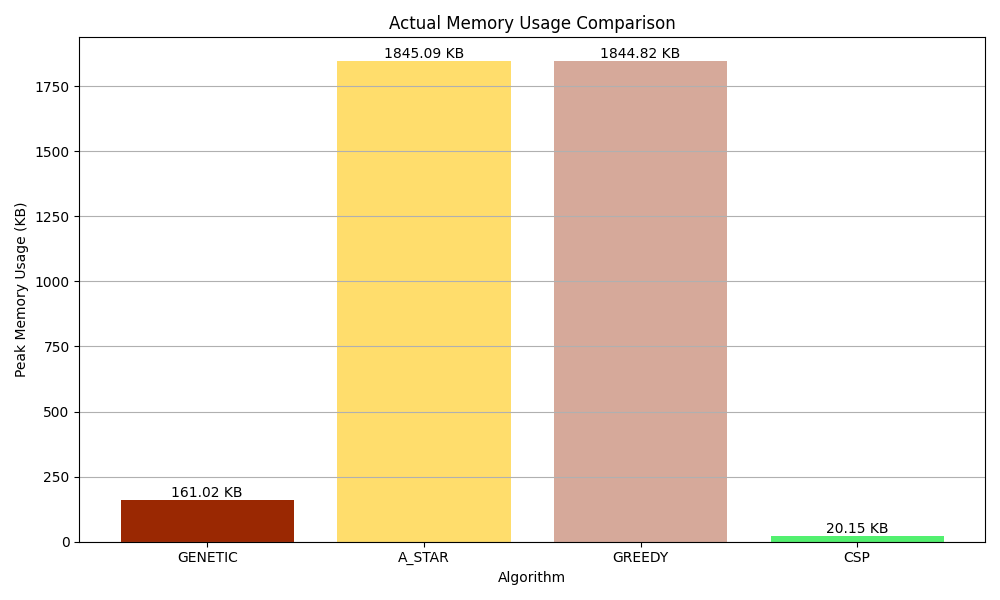 Actual Memory Usage Comparison
1845.09 KB
1844.82 KB
161.02 KB
20.15 KB
Peak Memory Usage (KB)
1750
1500
1250
1000
750
500
250
0
GENETIC A_STAR GREEDY CSP
Algorithm